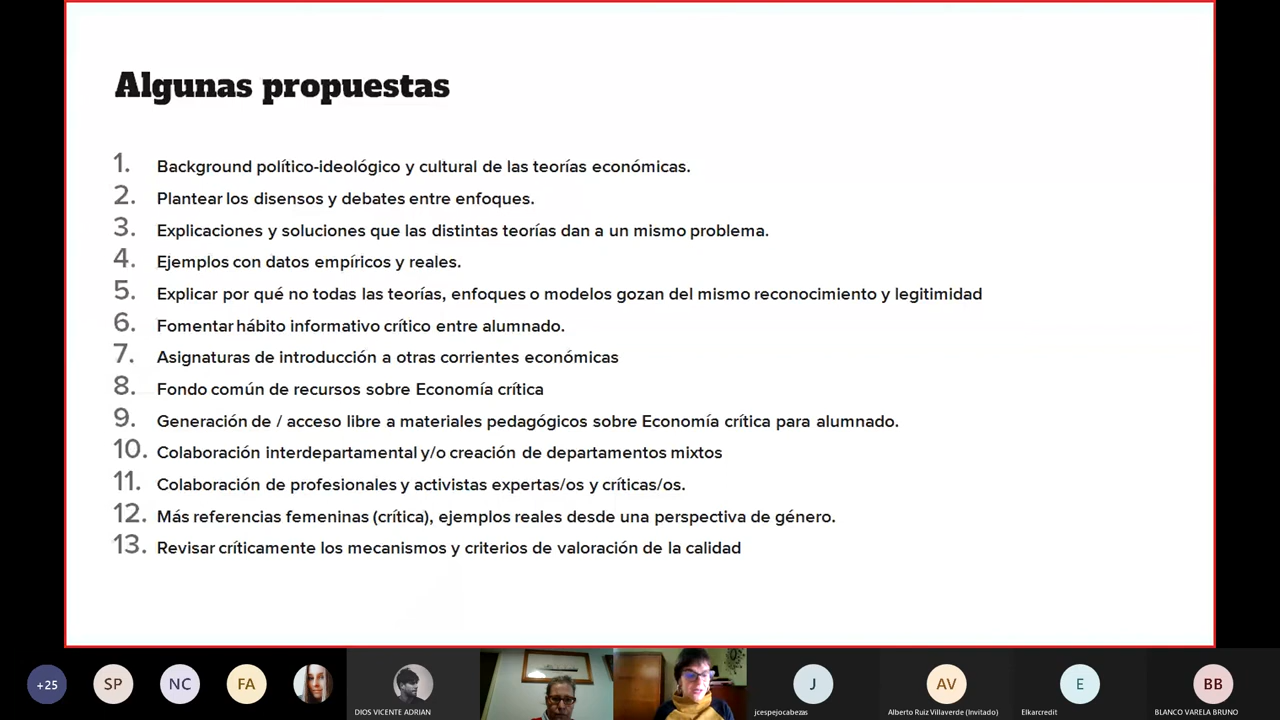 Algunas propuestas
1. Background político-ideológico y cultural de las teorías económicas.
2. Plantear los disensos y debates entre enfoques.
3. Explicaciones y soluciones que las distintas teorías dan a un mismo problema.
4. Ejemplos con datos empíricos y reales.
5. Explicar por qué no todas las teorías, enfoques o modelos gozan del mismo reconocimiento y legitimidad
6. Fomentar hábito informativo crítico entre alumnado.
7. Asignaturas de introducción a otras corrientes económicas
8. Fondo común de recursos sobre Economía crítica
9. Generación de / acceso libre a materiales pedagógicos sobre Economía crítica para alumnado.
10. Colaboración interdepartamental y/o creación de departamentos mixtos
11. Colaboración de profesionales y activistas expertas/os y críticas/os.
12. Más referencias femeninas (crítica), ejemplos reales desde una perspectiva de género.
13. Revisar críticamente los mecanismos y criterios de valoración de la calidad
+25 SP NC FA J AV E BB
DIOS VICENTE ADRIAN jcespejocabezas Alberto Ruiz Villaverde (Invitado) Elkarcredit BLANCO VARELA BRUNO